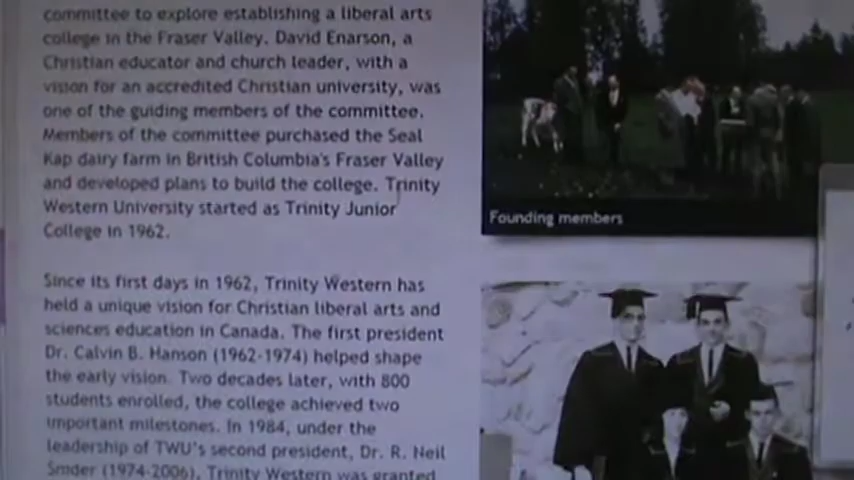 committee to explore establishing a liberal arts
college in the Fraser Valley. David Enarson, a
Christian educator and church leader, with a
vision for an accredited Christian university, was
one of the guiding members of the committee.
Members of the committee purchased the Seal
Kap dairy farm in British Columbia's Fraser Valley
and developed plans to build the college. Trinity
Western University started as Trinity Junior
College in 1962.
Since its first days in 1962, Trinity Western has
held a unique vision for Christian liberal arts and
sciences education in Canada. The first president
Dr. Calvin B. Hanson (1962-1974) helped shape
the early vision. Two decades later, with 800
students enrolled, the college achieved two
important milestones. In 1984, under the
leadership of TWU's second president, Dr. R. Neil
Snider (1974-2006), Trinity Western was granted
Founding members